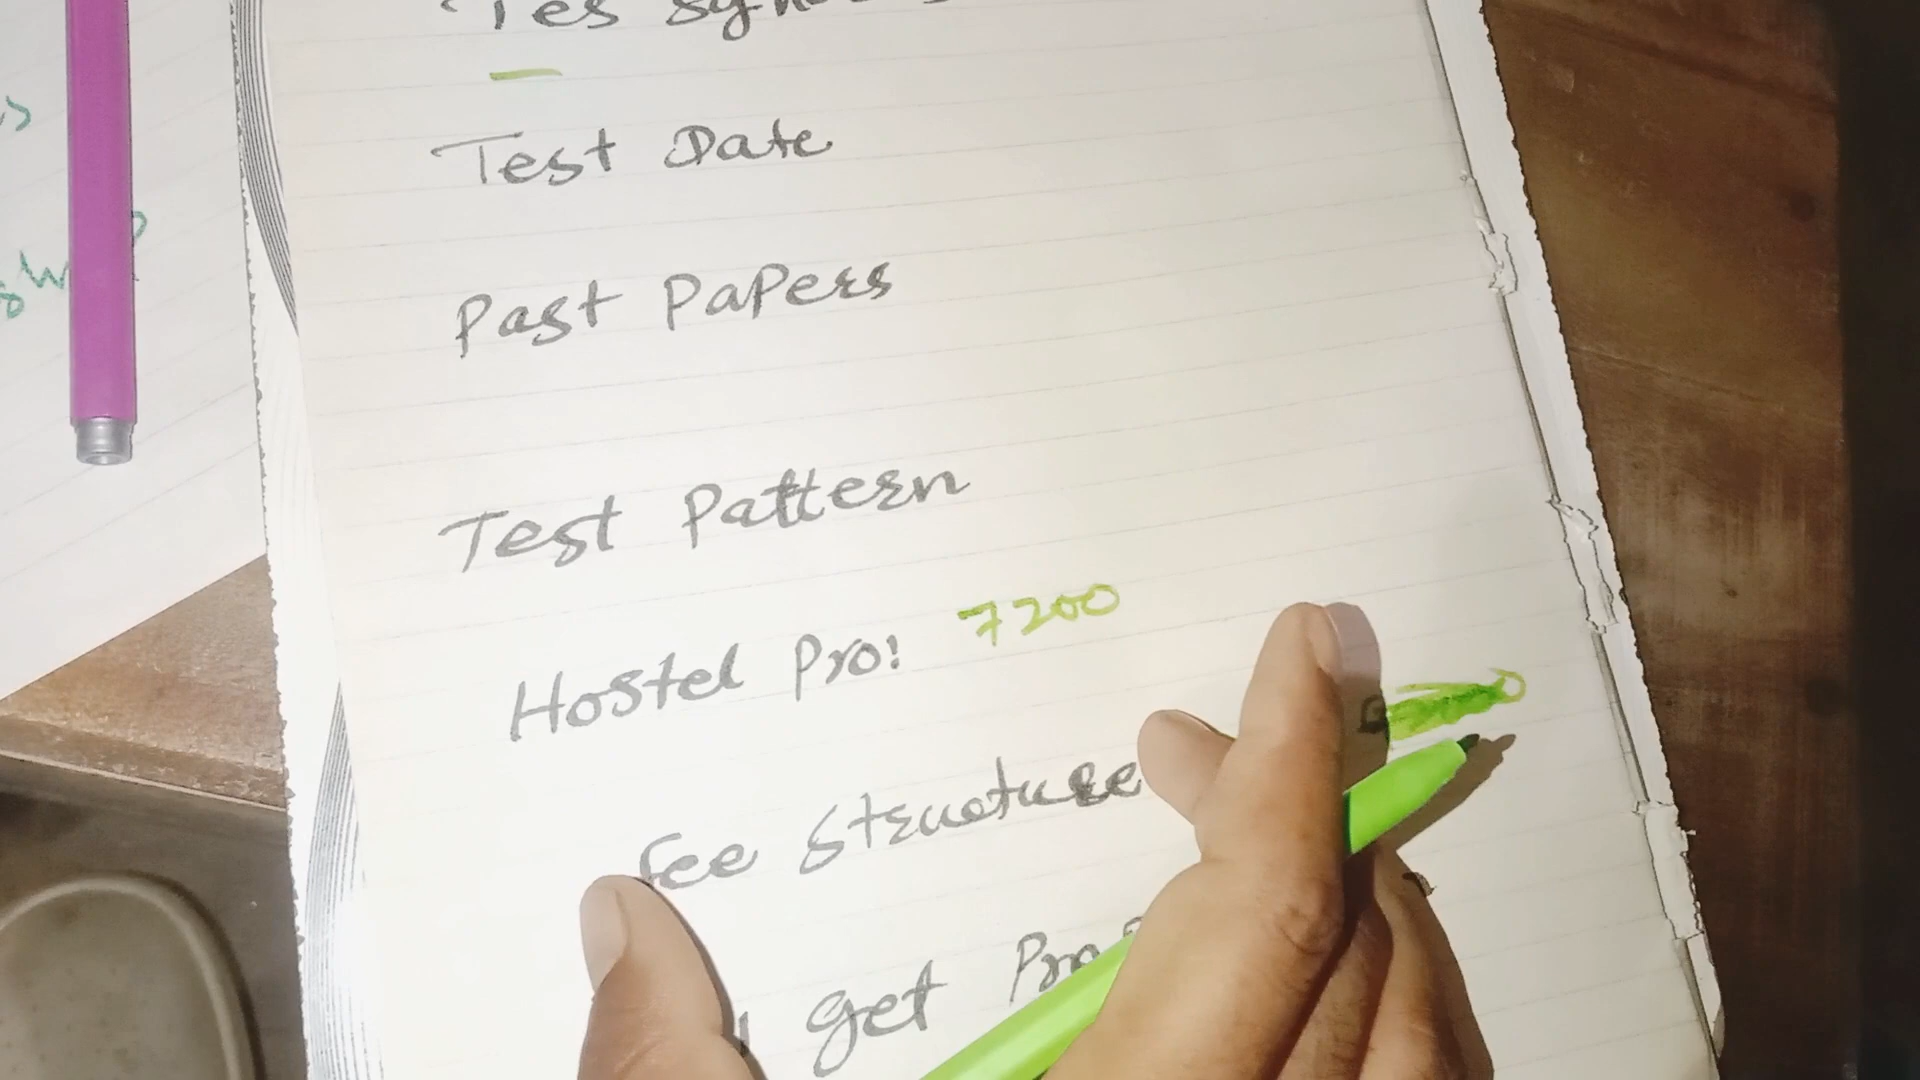 Test Date
Past Papers
Test Pattern
Hostel Pro! 7200
fee structure
get